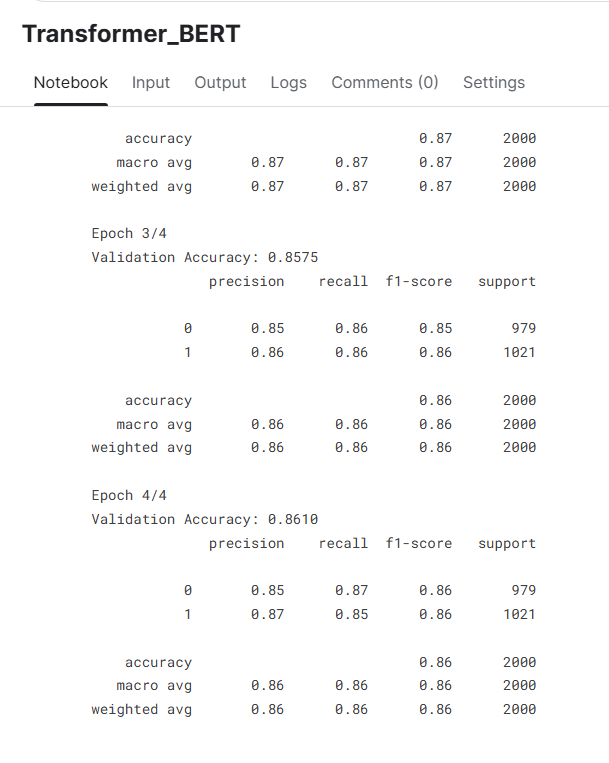 Transformer_BERT
Notebook Input Output Logs Comments (0) Settings
accuracy 0.87 2000
macro avg 0.87 0.87 0.87 2000
weighted avg 0.87 0.87 0.87 2000
Epoch 3/4
Validation Accuracy: 0.8575
precision recall f1-score support
0 0.85 0.86 0.85 979
1 0.86 0.86 0.86 1021
accuracy 0.86 2000
macro avg 0.86 0.86 0.86 2000
weighted avg 0.86 0.86 0.86 2000
Epoch 4/4
Validation Accuracy: 0.8610
precision recall f1-score support
0 0.85 0.87 0.86 979
1 0.87 0.85 0.86 1021
accuracy 0.86 2000
macro avg 0.86 0.86 0.86 2000
weighted avg 0.86 0.86 0.86 2000